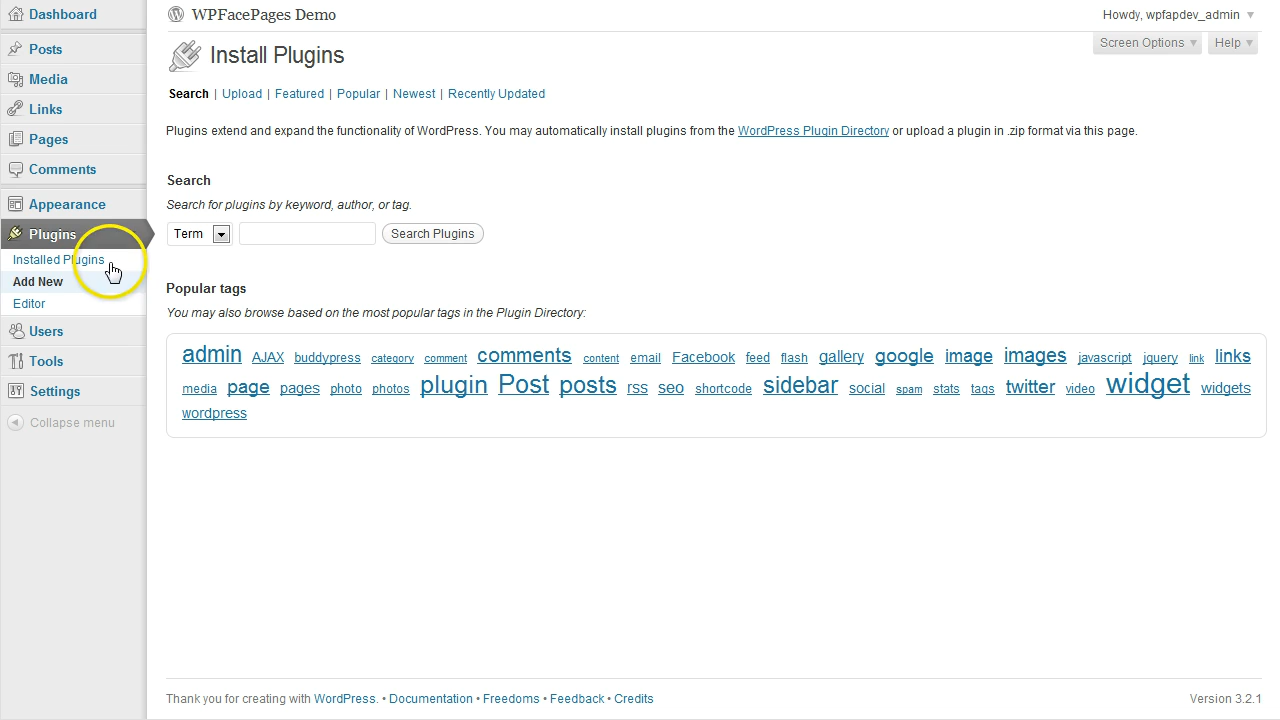 Dashboard
Posts
Media
Links
Pages
Comments
Appearance
Plugins
Installed Plugins
Add New
Editor
Users
Tools
Settings
Collapse menu
WPFacePages Demo
Howdy, wpfapdev_admin
Install Plugins
Screen Options
Help
Search | Upload | Featured | Popular | Newest | Recently Updated
Plugins extend and expand the functionality of WordPress. You may automatically install plugins from the WordPress Plugin Directory or upload a plugin in .zip format via this page.
Search
Search for plugins by keyword, author, or tag.
Term
Search Plugins
Popular tags
You may also browse based on the most popular tags in the Plugin Directory:
admin AJAX buddypress category comment comments content email Facebook feed flash gallery google image images javascript jquery link links
media page pages photo photos plugin Post posts rss seo shortcode sidebar social spam stats tags twitter video widget widgets
wordpress
Thank you for creating with WordPress. • Documentation • Freedoms • Feedback • Credits
Version 3.2.1